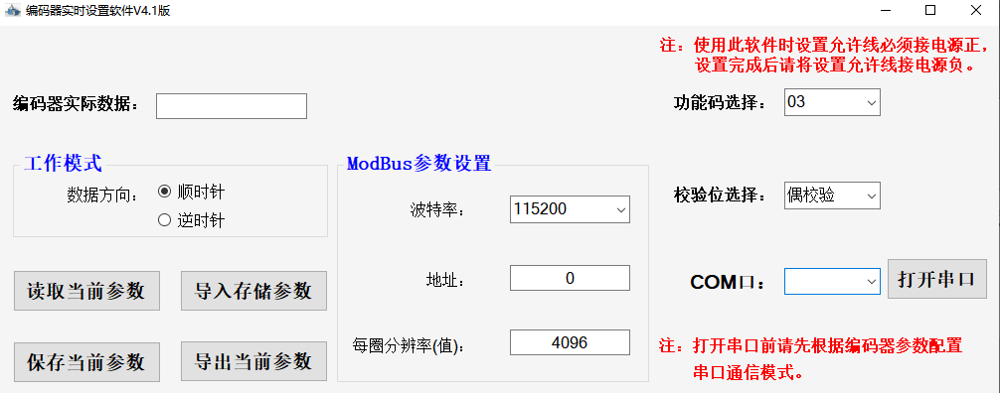 编码器实时设置软件V4.1版
注：使用此软件时设置允许线必须接电源正，
设置完成后请将设置允许线接电源负。
编码器实际数据：
功能码选择：
03
工作模式
数据方向：
顺时针
逆时针
ModBus参数设置
波特率：
115200
地址：
0
每圈分辨率(值)：
4096
校验位选择：
偶校验
COM口：
打开串口
读取当前参数
导入存储参数
保存当前参数
导出当前参数
注：打开串口前请先根据编码器参数配置
串口通信模式。